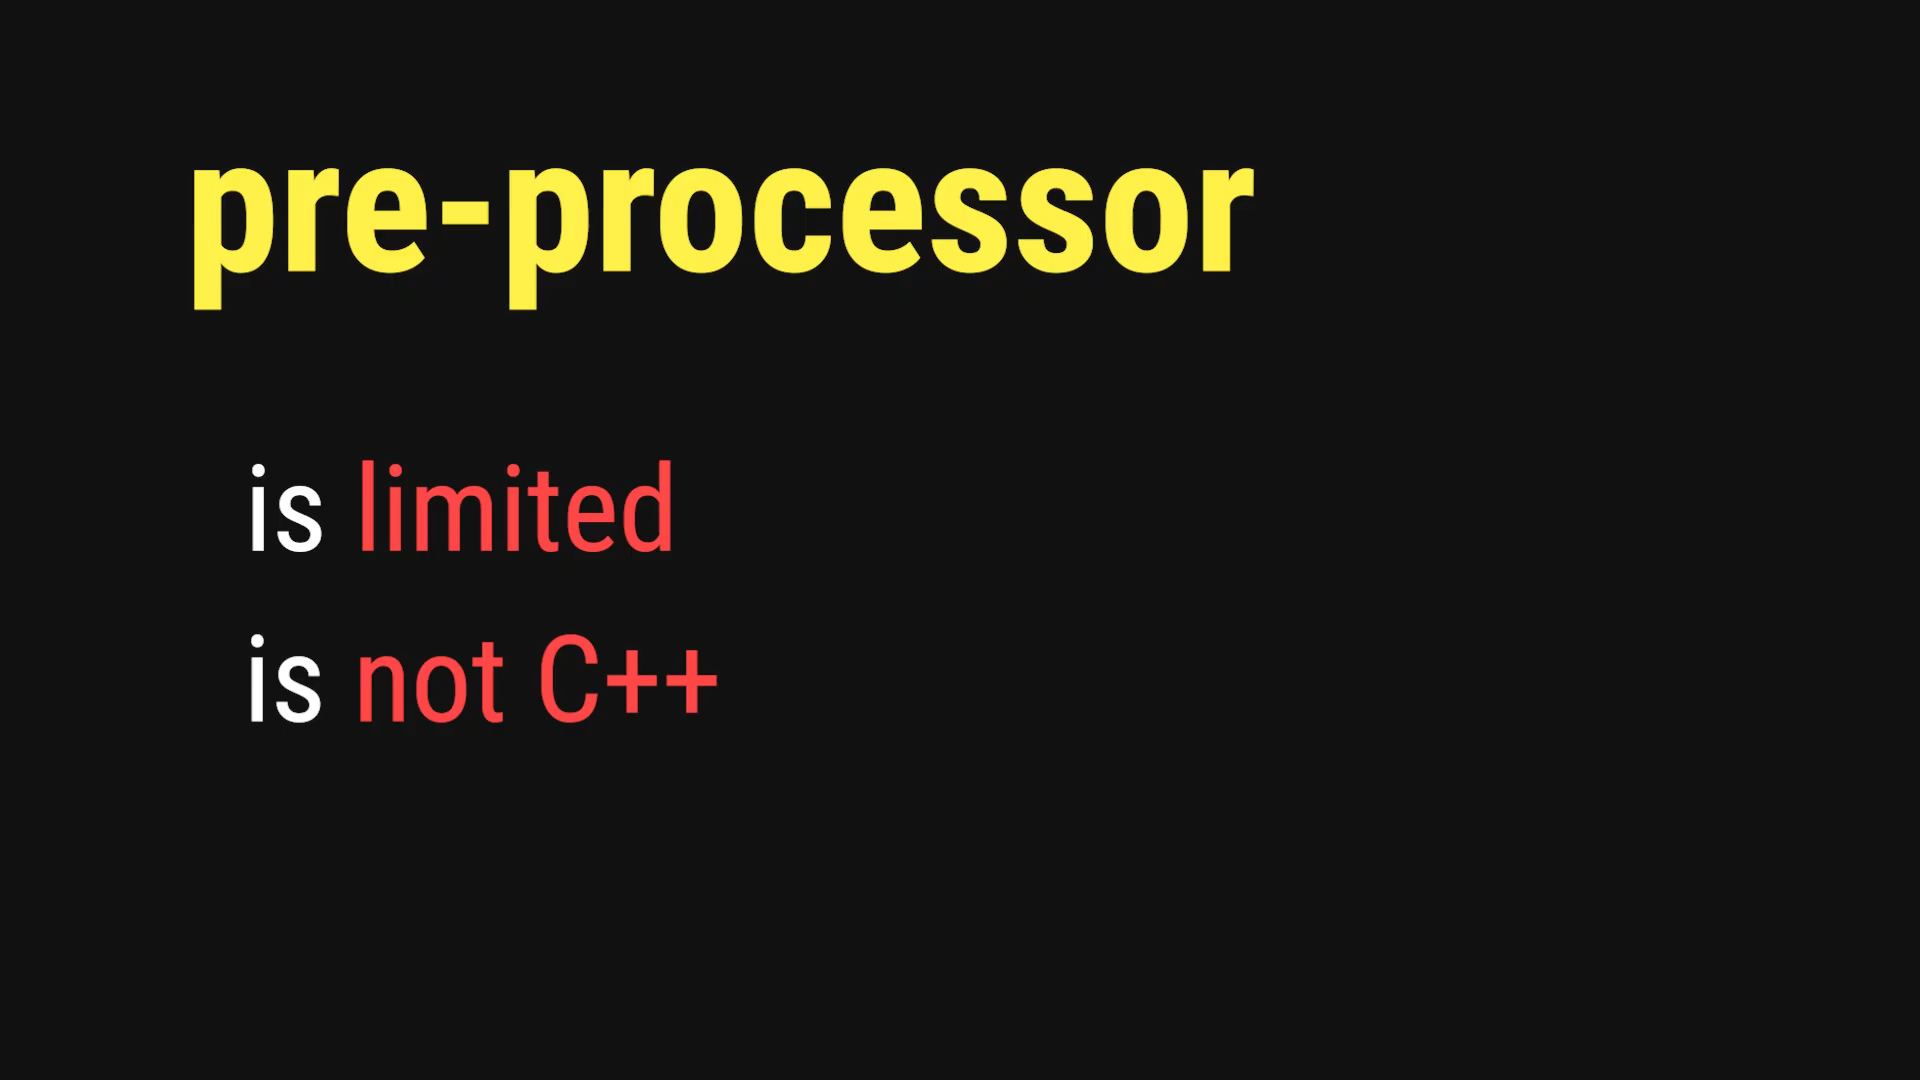 pre-processor
is limited
is not C++